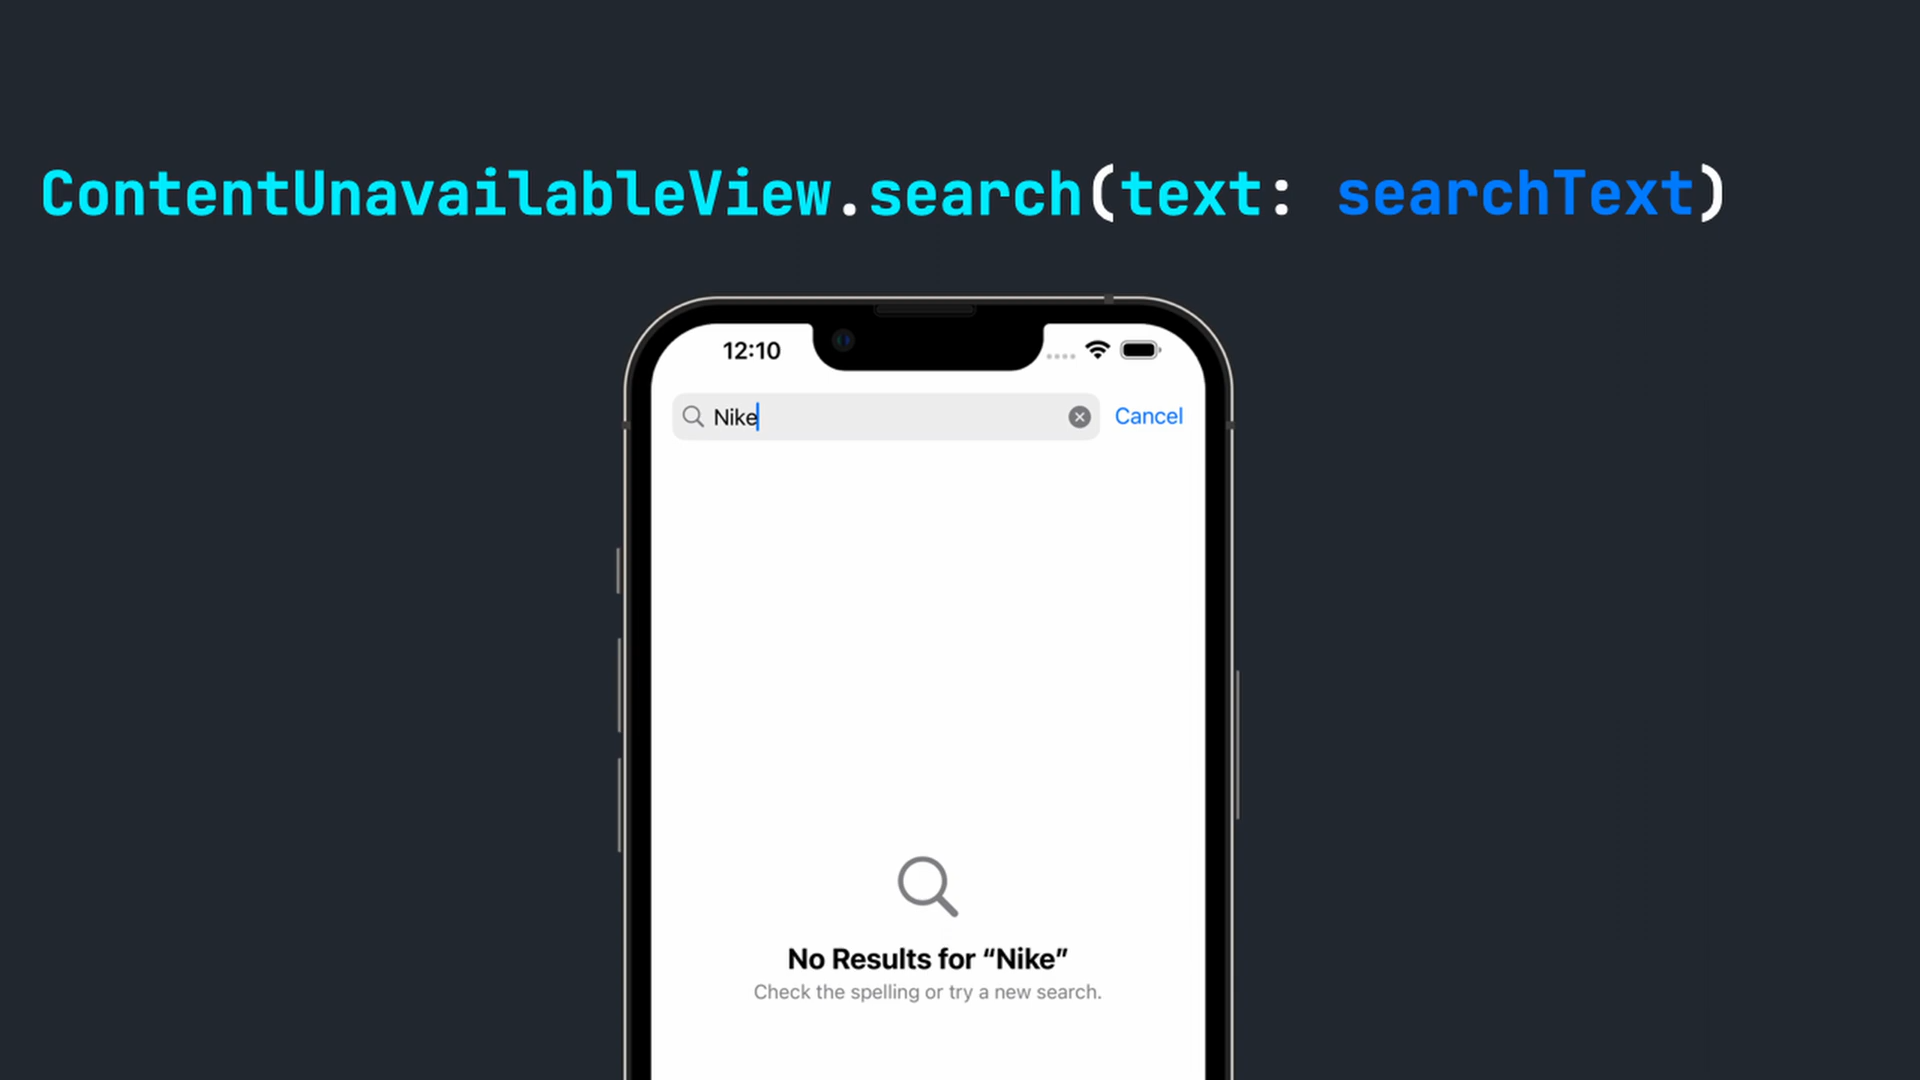 ContentUnavailableView.search(text: searchText)
12:10
Nike
Cancel
No Results for “Nike”
Check the spelling or try a new search.